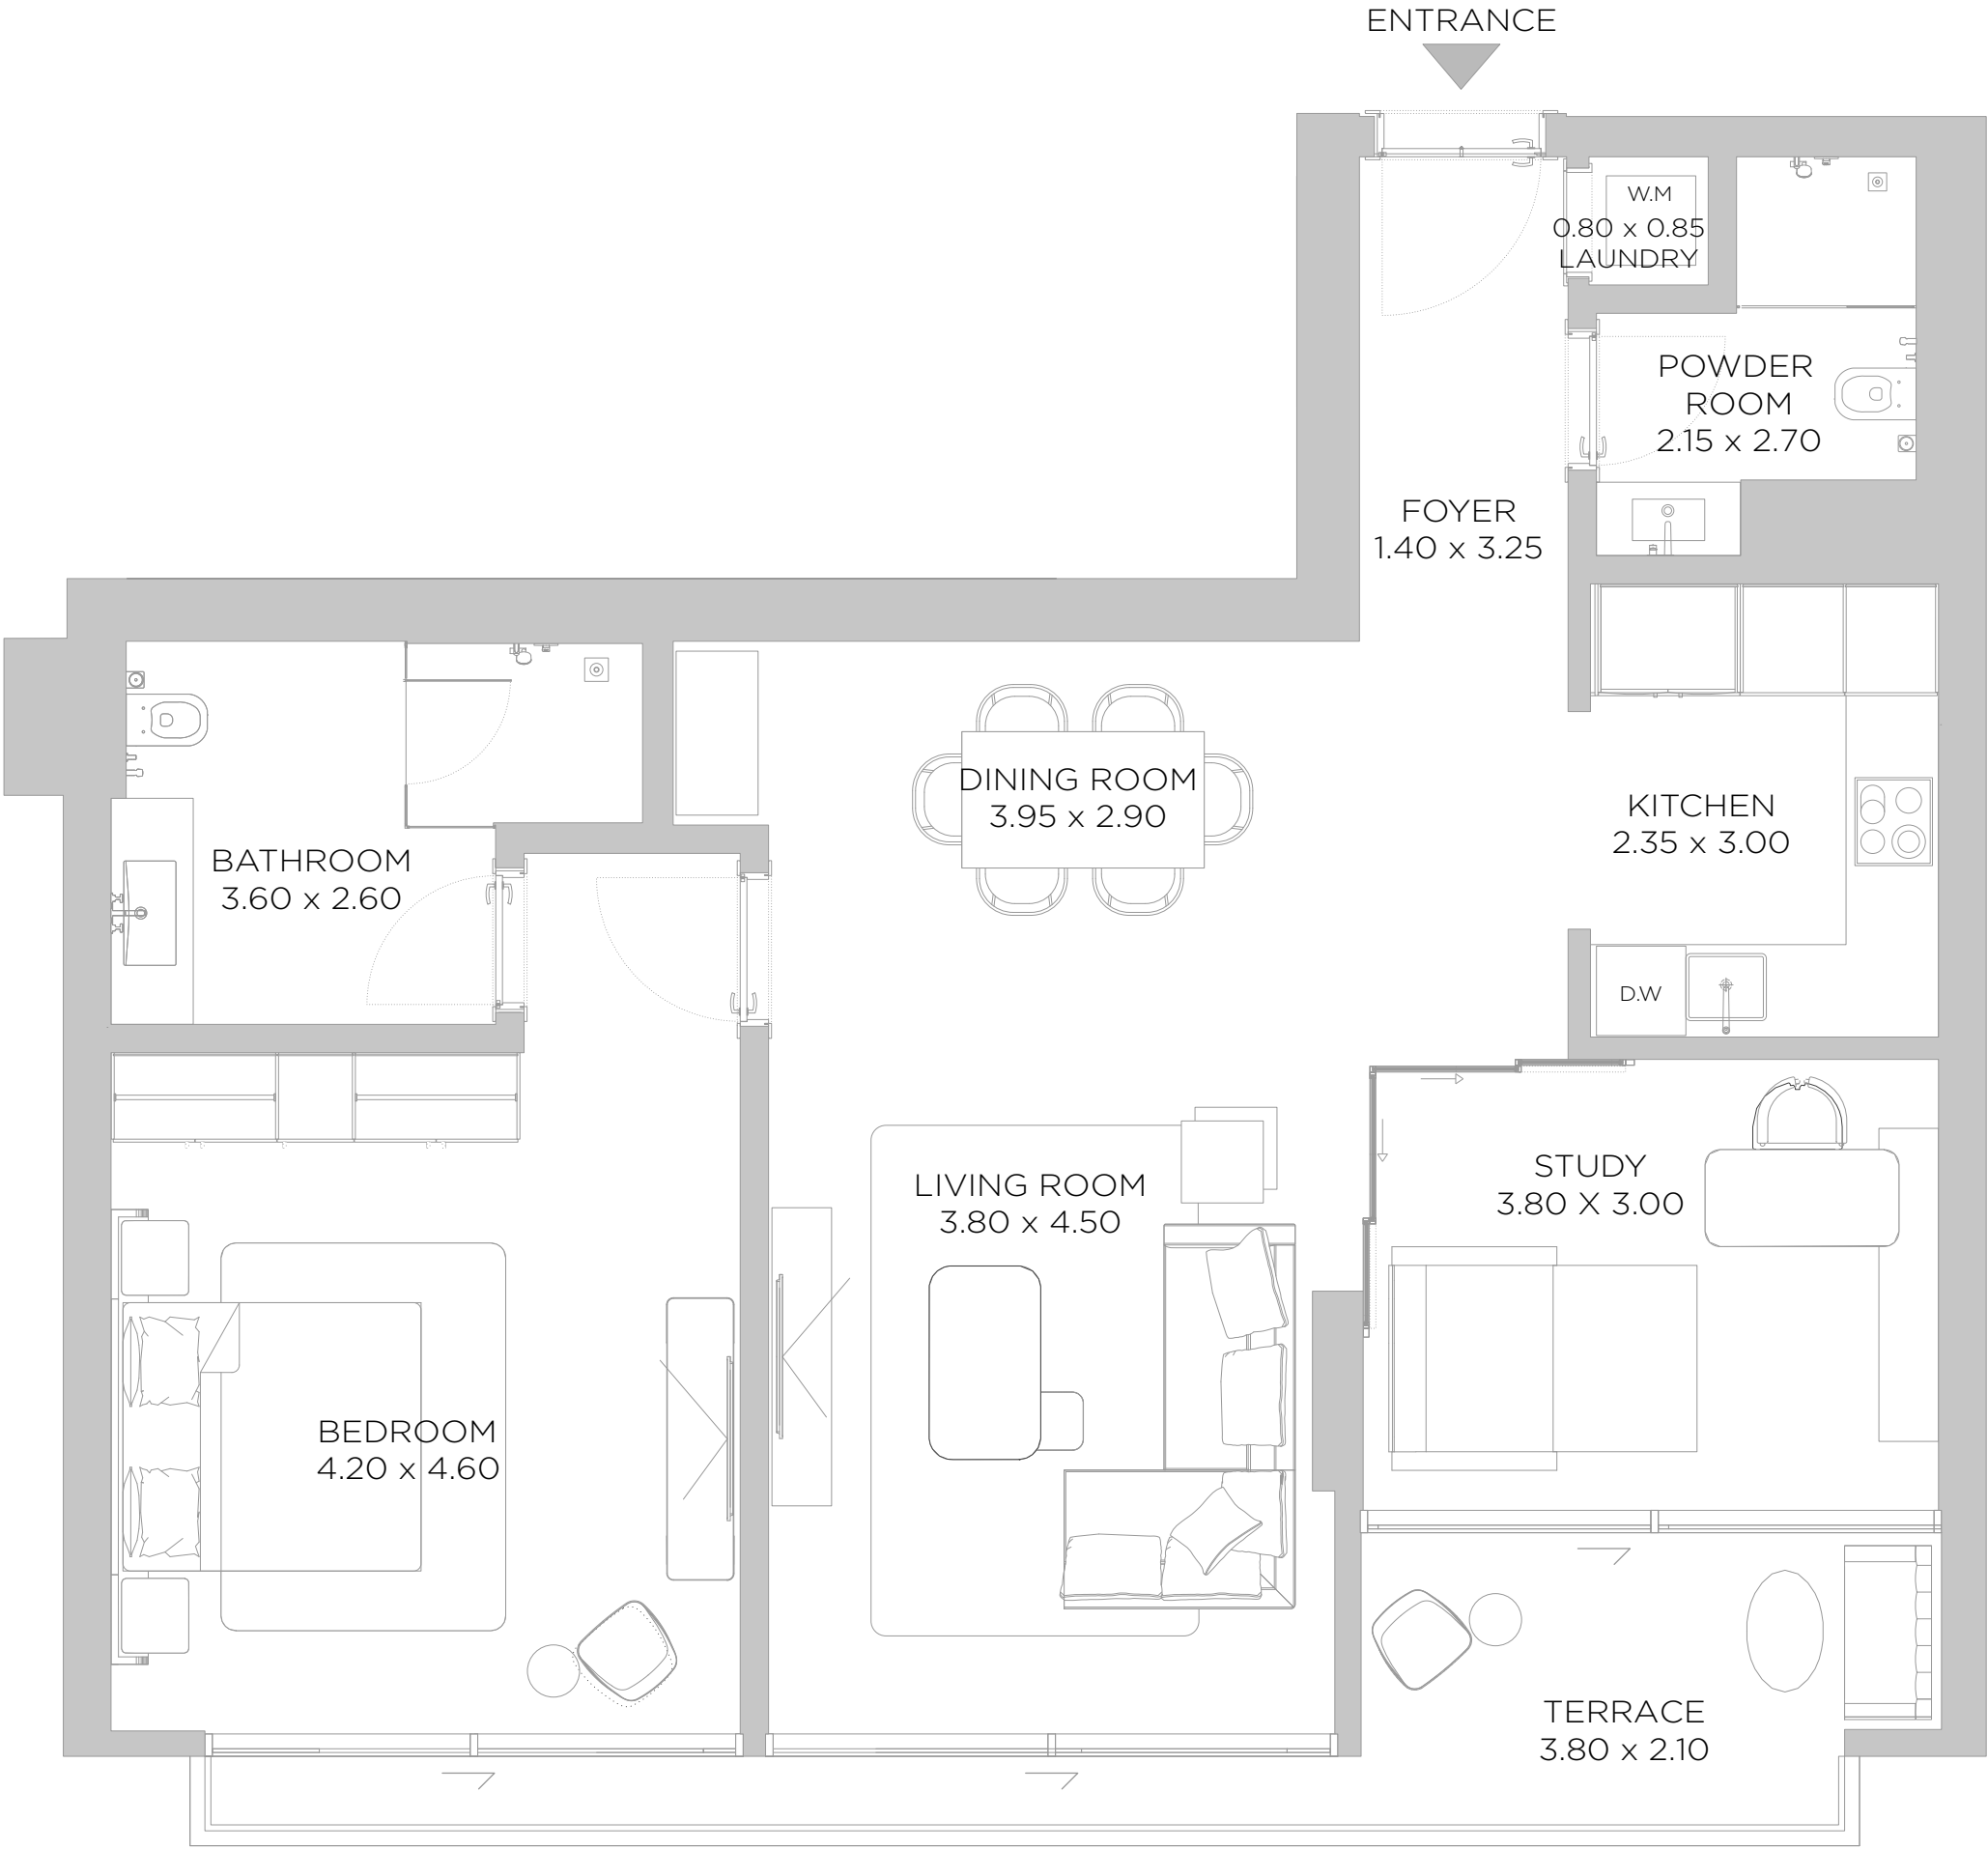 ENTRANCE
W.M
0.80 x 0.85
LAUNDRY
POWDER
ROOM
2.15 x 2.70
FOYER
1.40 x 3.25
DINING ROOM
3.95 x 2.90
KITCHEN
2.35 x 3.00
BATHROOM
3.60 x 2.60
D.W
STUDY
3.80 X 3.00
LIVING ROOM
3.80 x 4.50
BEDROOM
4.20 x 4.60
TERRACE
3.80 x 2.10